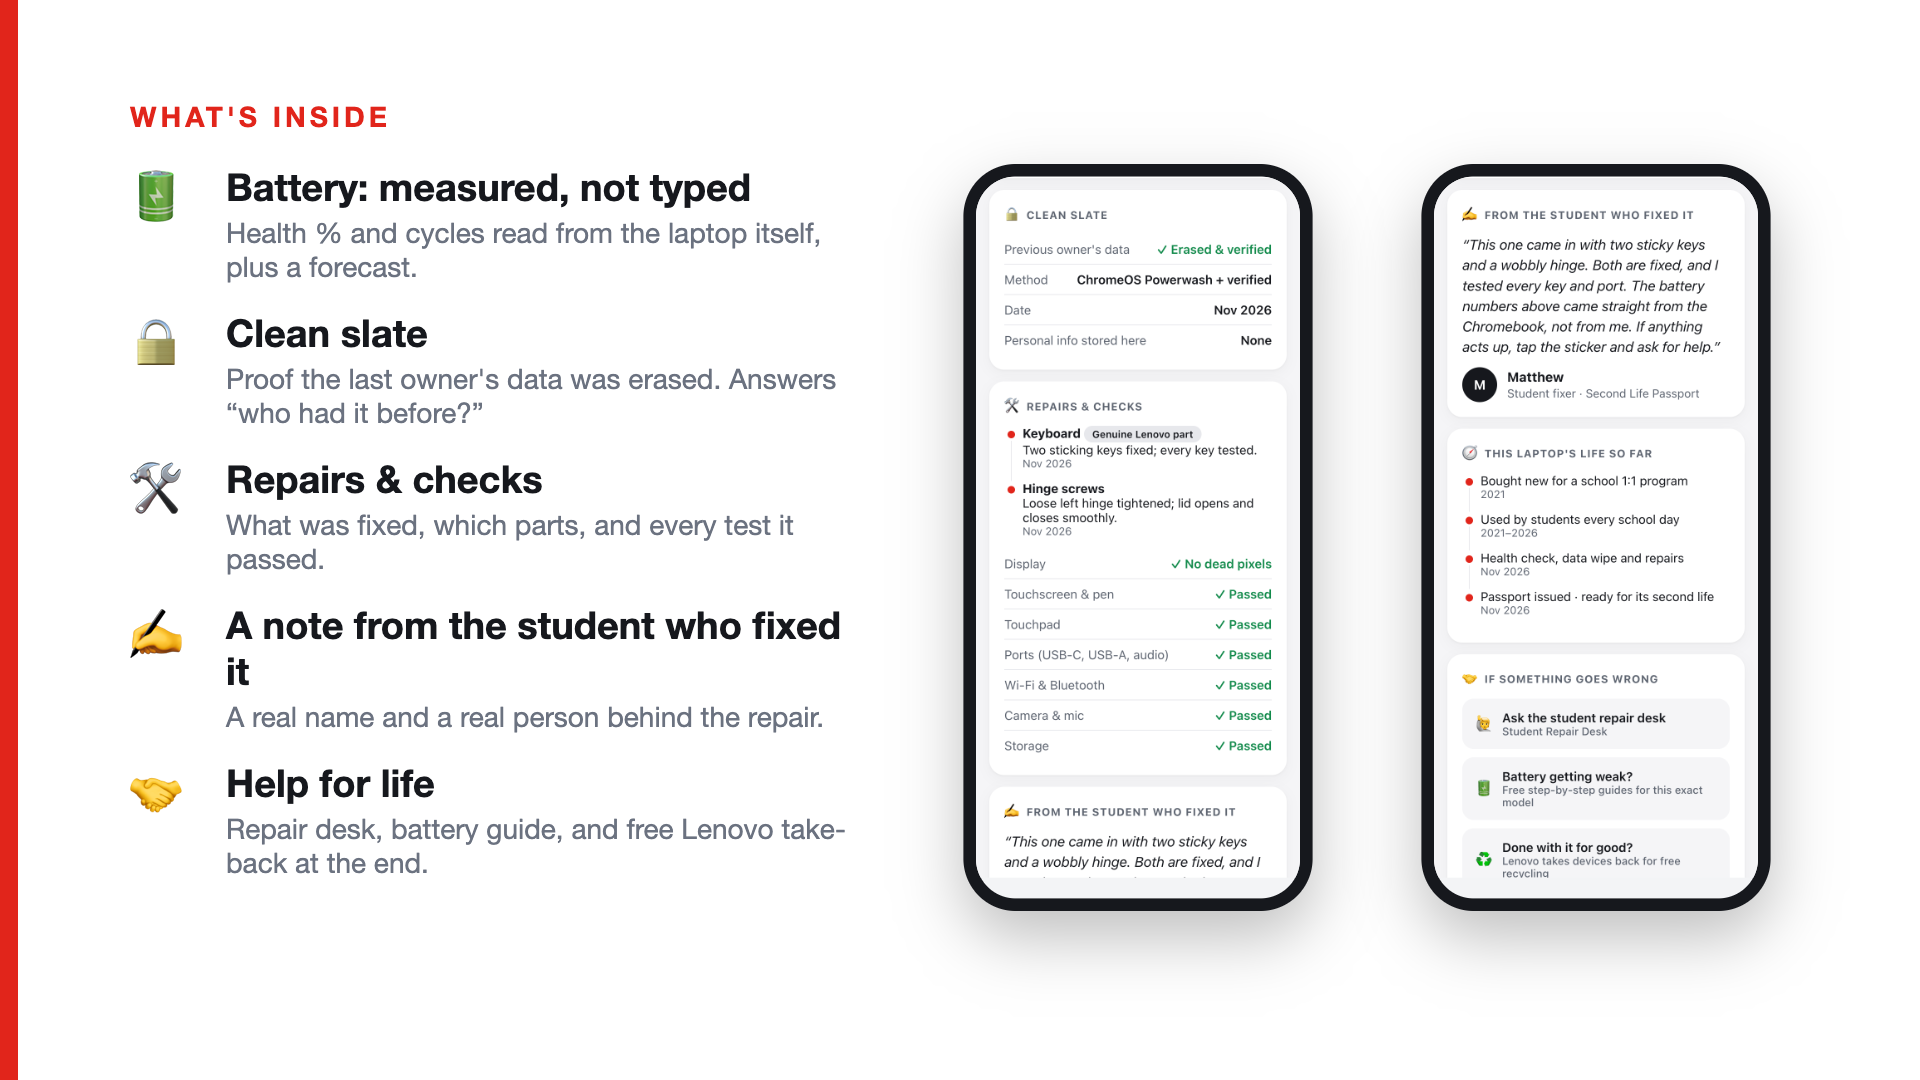 WHAT'S INSIDE
Battery: measured, not typed
Health % and cycles read from the laptop itself,
plus a forecast.
Clean slate
Proof the last owner's data was erased. Answers
“who had it before?”
Repairs & checks
What was fixed, which parts, and every test it
passed.
A note from the student who fixed
it
A real name and a real person behind the repair.
Help for life
Repair desk, battery guide, and free Lenovo take-
back at the end.
CLEAN SLATE
Previous owner's data ✓ Erased & verified
Method ChromeOS Powerwash + verified
Date Nov 2026
Personal info stored here None
REPAIRS & CHECKS
Keyboard Genuine Lenovo part
Two sticking keys fixed; every key tested.
Nov 2026
Hinge screws
Loose left hinge tightened; lid opens and
closes smoothly.
Nov 2026
Display ✓ No dead pixels
Touchscreen & pen ✓ Passed
Touchpad ✓ Passed
Ports (USB-C, USB-A, audio) ✓ Passed
Wi-Fi & Bluetooth ✓ Passed
Camera & mic ✓ Passed
Storage ✓ Passed
FROM THE STUDENT WHO FIXED IT
“This one came in with two sticky keys
and a wobbly hinge. Both are fixed, and I
FROM THE STUDENT WHO FIXED IT
“This one came in with two sticky keys
and a wobbly hinge. Both are fixed, and I
tested every key and port. The battery
numbers above came straight from the
Chromebook, not from me. If anything
acts up, tap the sticker and ask for help.”
M
Matthew
Student fixer · Second Life Passport
THIS LAPTOP'S LIFE SO FAR
Bought new for a school 1:1 program
2021
Used by students every school day
2021–2026
Health check, data wipe and repairs
Nov 2026
Passport issued · ready for its second life
Nov 2026
IF SOMETHING GOES WRONG
Ask the student repair desk
Student Repair Desk
Battery getting weak?
Free step-by-step guides for this exact
model
Done with it for good?
Lenovo takes devices back for free
recycling